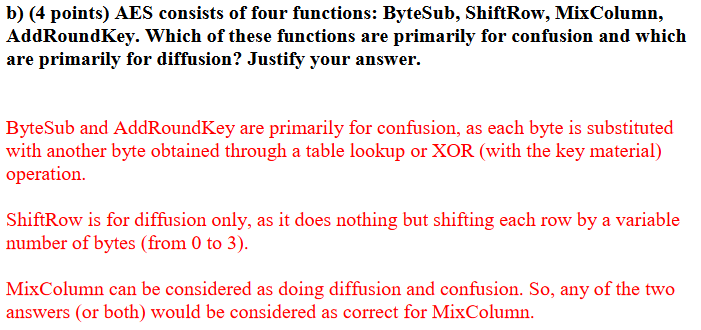 b) (4 points) AES consists of four functions: ByteSub, ShiftRow, MixColumn,
AddRoundKey. Which of these functions are primarily for confusion and which
are primarily for diffusion? Justify your answer.
ByteSub and AddRoundKey are primarily for confusion, as each byte is substituted
with another byte obtained through a table lookup or XOR (with the key material)
operation.
ShiftRow is for diffusion only, as it does nothing but shifting each row by a variable
number of bytes (from 0 to 3).
MixColumn can be considered as doing diffusion and confusion. So, any of the two
answers (or both) would be considered as correct for MixColumn.